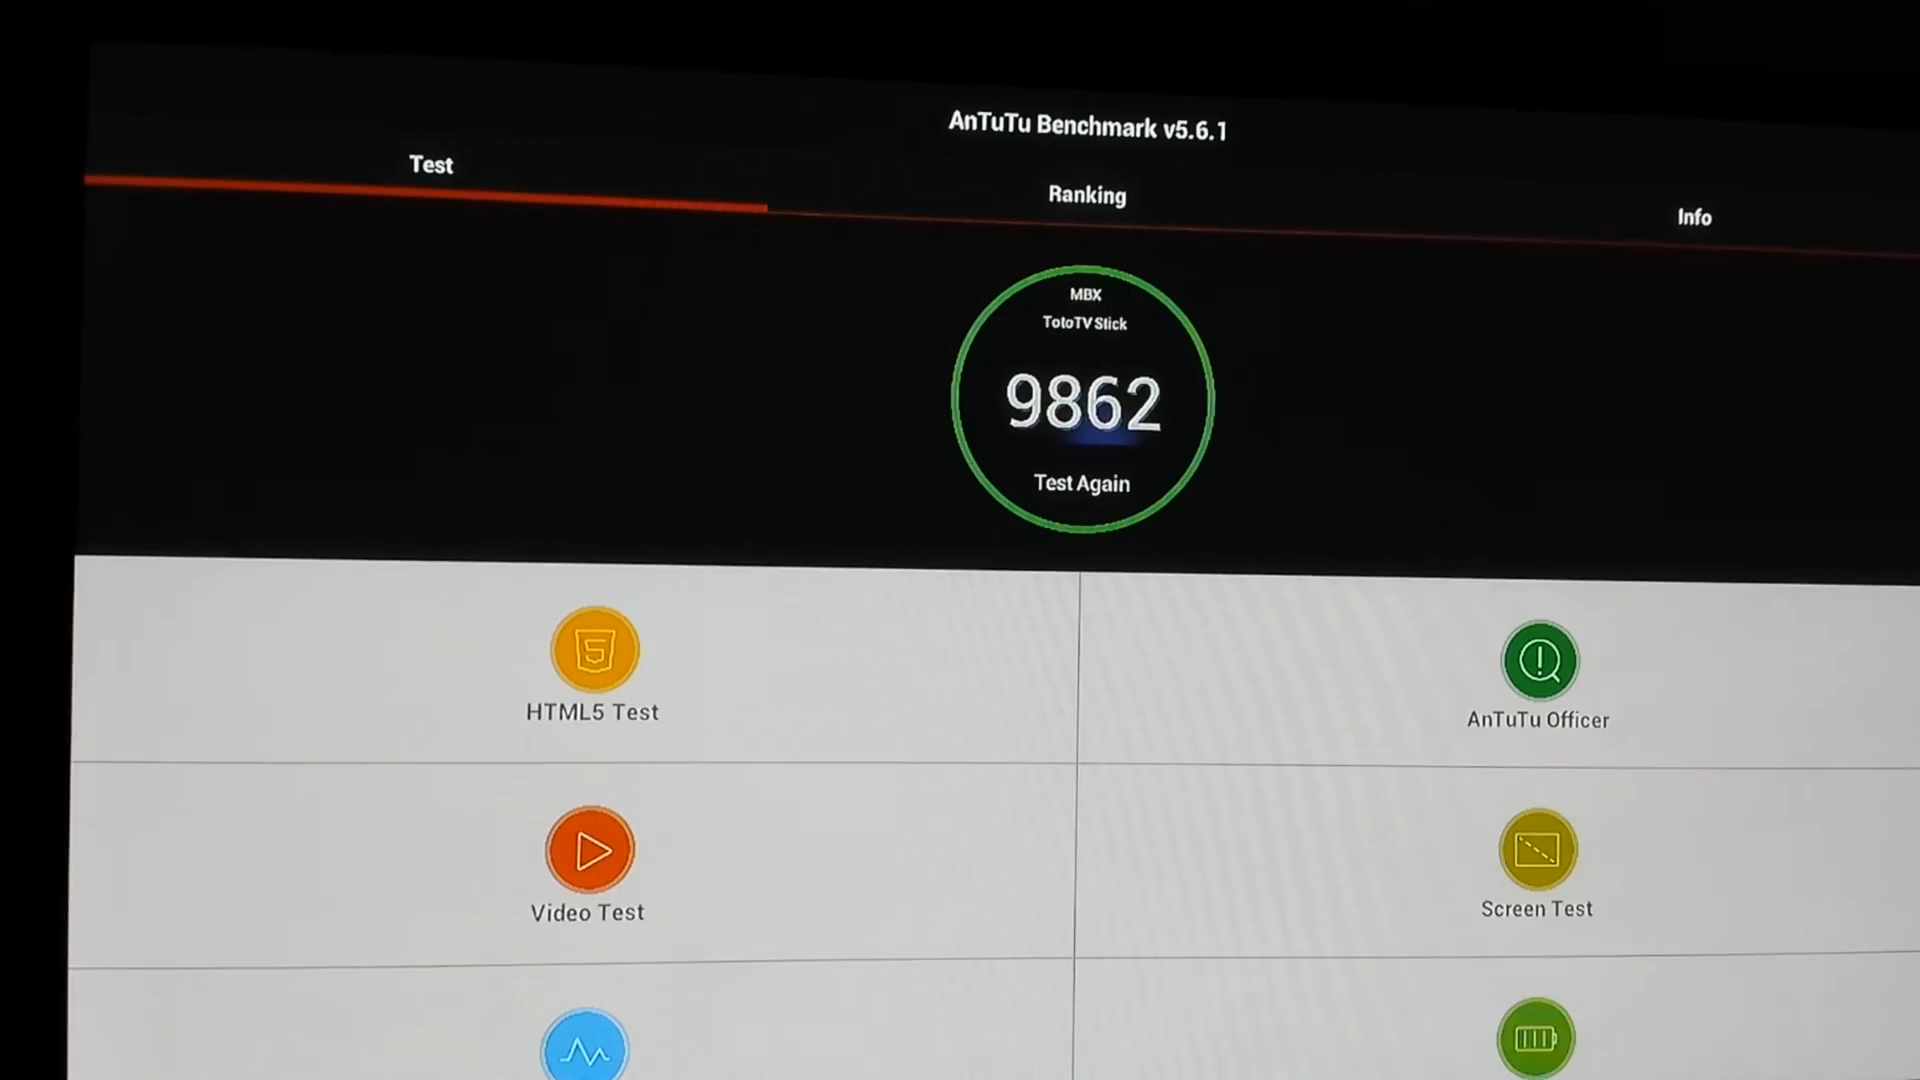 AnTuTu Benchmark v5.6.1
Test
Ranking
Info
MBX
TotoTV Stick
9862
Test Again
HTML5 Test
AnTuTu Officer
Video Test
Screen Test